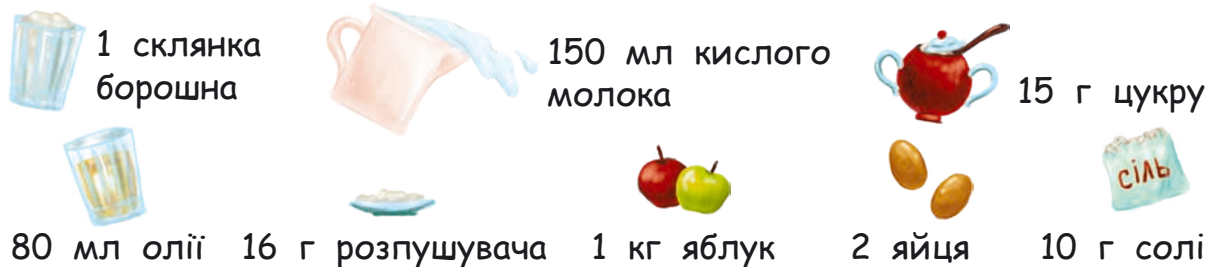 1 склянка
борошна
150 мл кислого
молока
15 г цукру
сіль
80 мл олії
16 г розпушувача
1 кг яблук
2 яйця
10 г солі